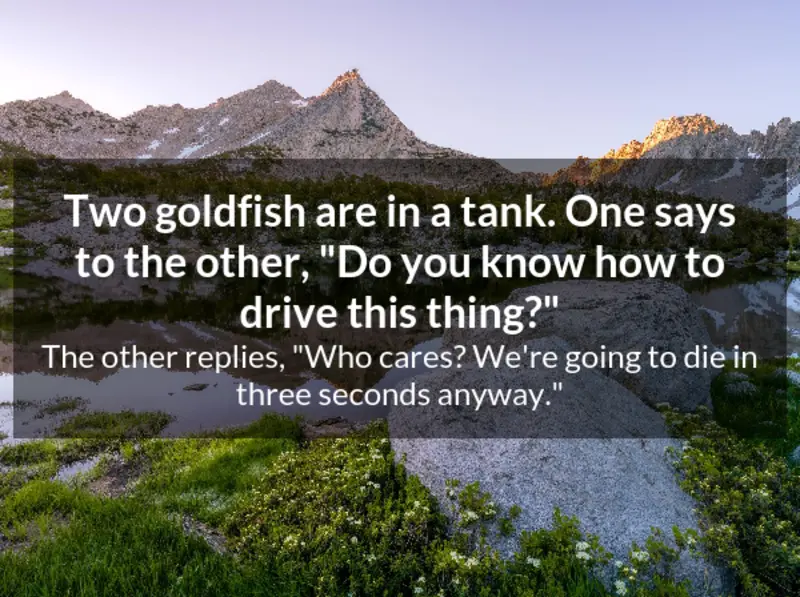 Two goldfish are in a tank. One says
to the other, "Do you know how to
drive this thing?"
The other replies, "Who cares? We're going to die in
three seconds anyway."